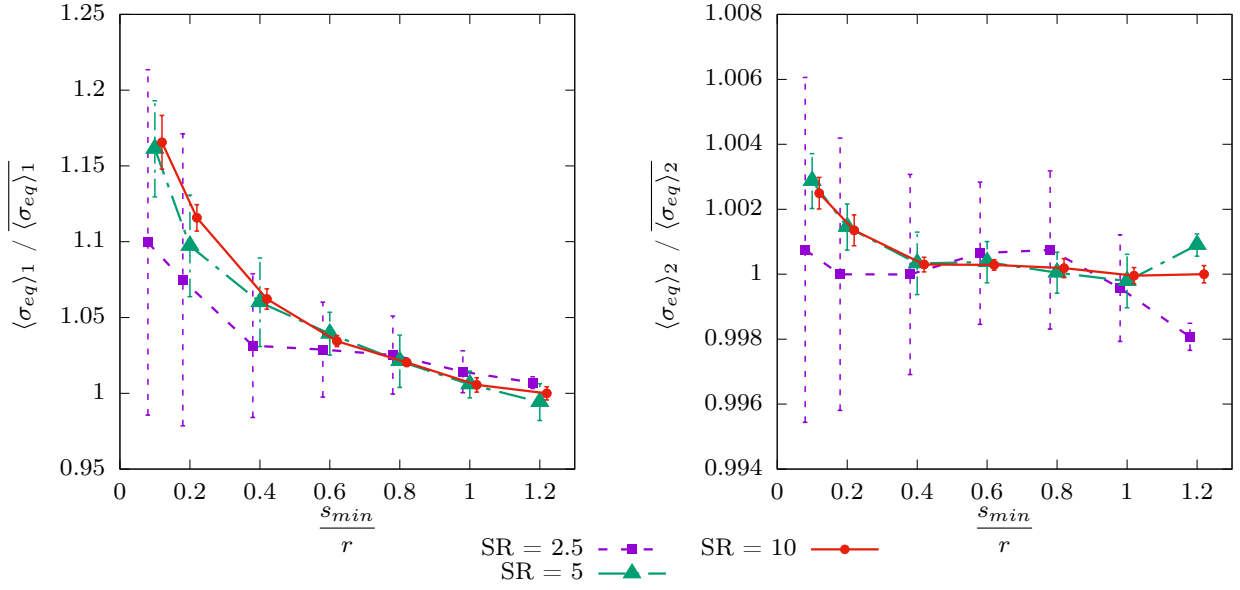 ⟨σeq⟩1 / ⟨σeq⟩1
1.25
1.2
1.15
1.1
1.05
1
0.95
0 0.2 0.4 0.6 0.8 1 1.2
smin
r
⟨σeq⟩2 / ⟨σeq⟩2
1.008
1.006
1.004
1.002
1
0.998
0.996
0.994
0 0.2 0.4 0.6 0.8 1 1.2
smin
r
SR = 2.5
SR = 5
SR = 10